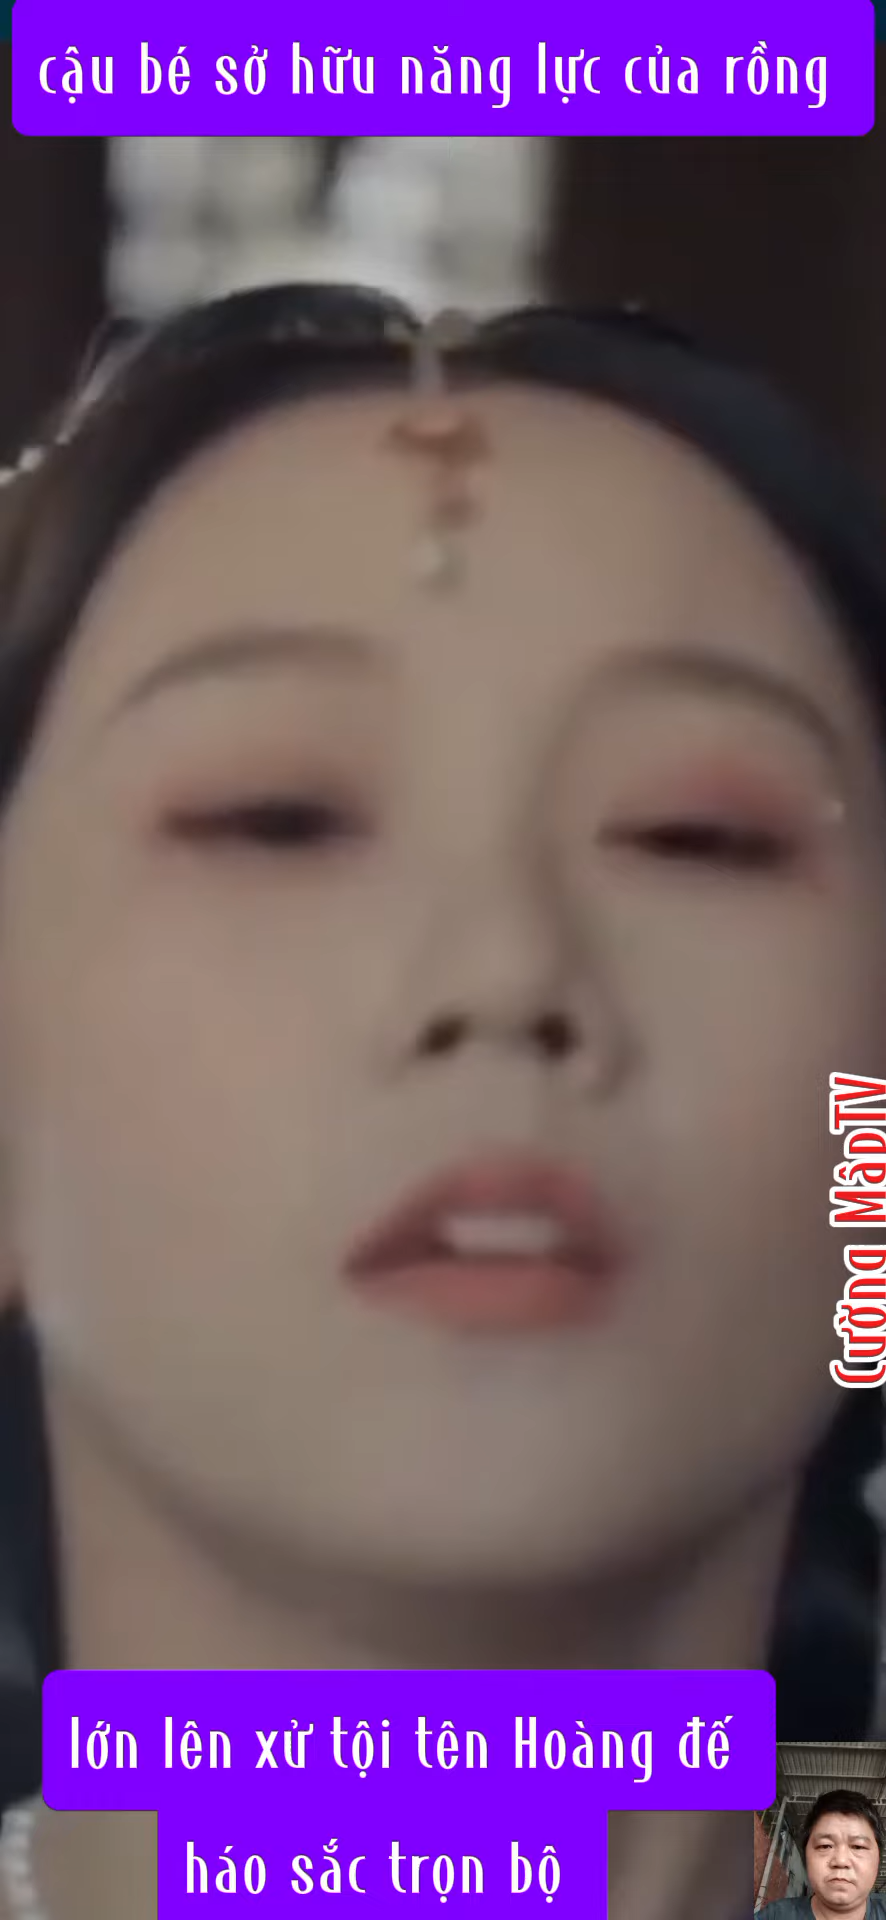 cậu bé sở hữu năng lực của rồng
Cường MậpTV
lớn lên xử tội tên Hoàng đế
háo sắc trọn bộ